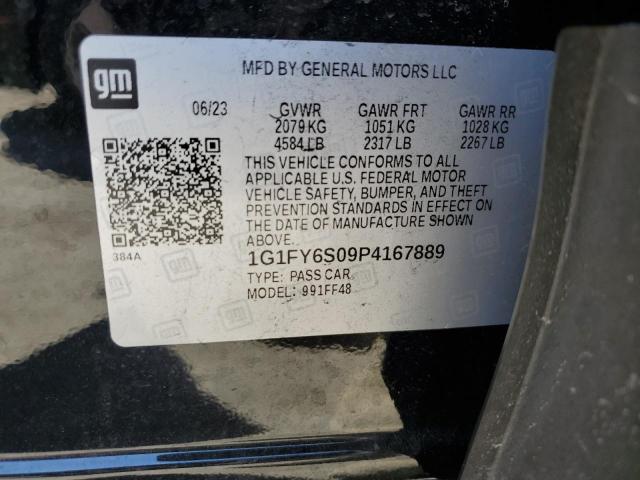 gm
MFD BY GENERAL MOTORS LLC
06/23 GVWR GAWR FRT GAWR RR
2079 KG 1051 KG 1028 KG
4584 LB 2317 LB 2267 LB
THIS VEHICLE CONFORMS TO ALL
APPLICABLE U.S. FEDERAL MOTOR
VEHICLE SAFETY, BUMPER, AND THEFT
PREVENTION STANDARDS IN EFFECT ON
THE DATE OF MANUFACTURE SHOWN
ABOVE.
384A
1G1FY6S09P4167889
TYPE: PASS CAR
MODEL: 991FF48